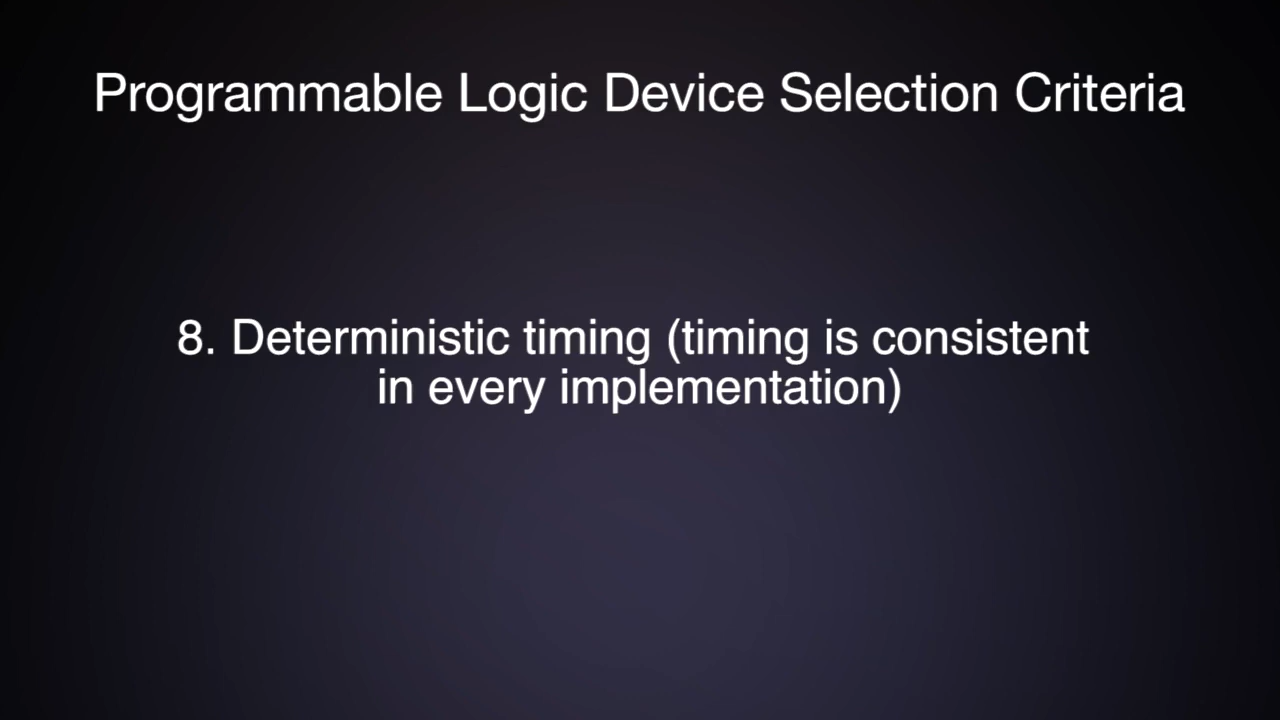 Programmable Logic Device Selection Criteria
8. Deterministic timing (timing is consistent
in every implementation)